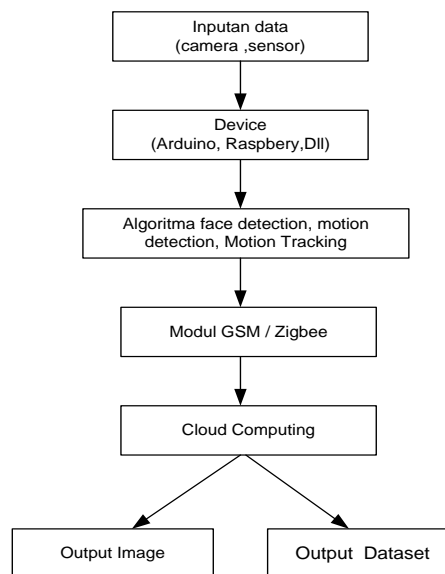 Inputan data
(camera ,sensor)
Device
(Arduino, Raspbery,Dll)
Algoritma face detection, motion
detection, Motion Tracking
Modul GSM / Zigbee
Cloud Computing
Output Image
Output Dataset